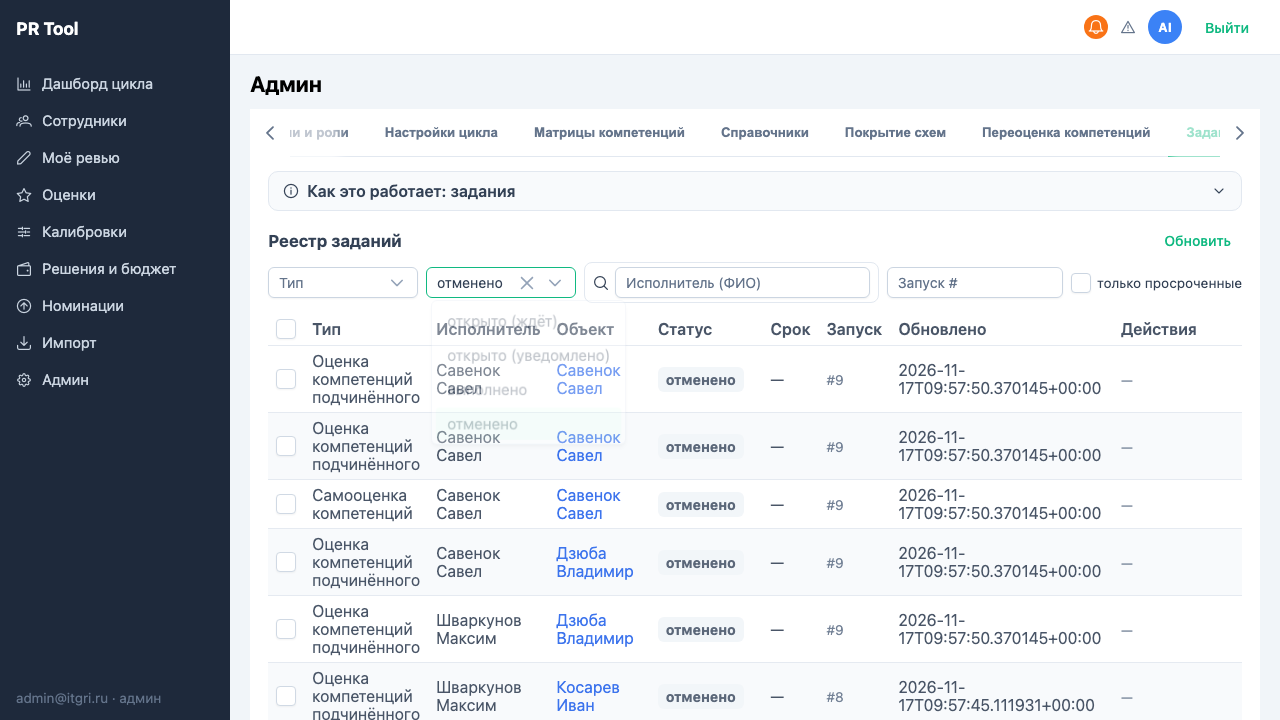 PR Tool
Дашборд цикла
Сотрудники
Моё ревью
Оценки
Калибровки
Решения и бюджет
Номинации
Импорт
Админ
admin@itgri.ru · админ
AI
Выйти
Админ
ии и роли
Настройки цикла
Матрицы компетенций
Справочники
Покрытие схем
Переоценка компетенций
Зада
Как это работает: задания
Реестр заданий
Обновить
Тип
отменено
Исполнитель (ФИО)
Запуск #
только просроченные
открыто (ждёт)
открыто (уведомлено)
выполнено
отменено
Тип Исполнитель Объект Статус Срок Запуск Обновлено Действия
Оценка
компетенций
подчинённого
Савенок
Савел
Савенок
Савел
отменено
—
#9
2026-11-
17T09:57:50.370145+00:00
—
Оценка
компетенций
подчинённого
Савенок
Савел
Савенок
Савел
отменено
—
#9
2026-11-
17T09:57:50.370145+00:00
—
Самооценка
компетенций
Савенок
Савел
Савенок
Савел
отменено
—
#9
2026-11-
17T09:57:50.370145+00:00
—
Оценка
компетенций
подчинённого
Савенок
Савел
Дзюба
Владимир
отменено
—
#9
2026-11-
17T09:57:50.370145+00:00
—
Оценка
компетенций
подчинённого
Шваркунов
Максим
Дзюба
Владимир
отменено
—
#9
2026-11-
17T09:57:50.370145+00:00
—
Оценка
компетенций
подчинённого
Шваркунов
Максим
Косарев
Иван
отменено
—
#8
2026-11-
17T09:57:45.111931+00:00
—